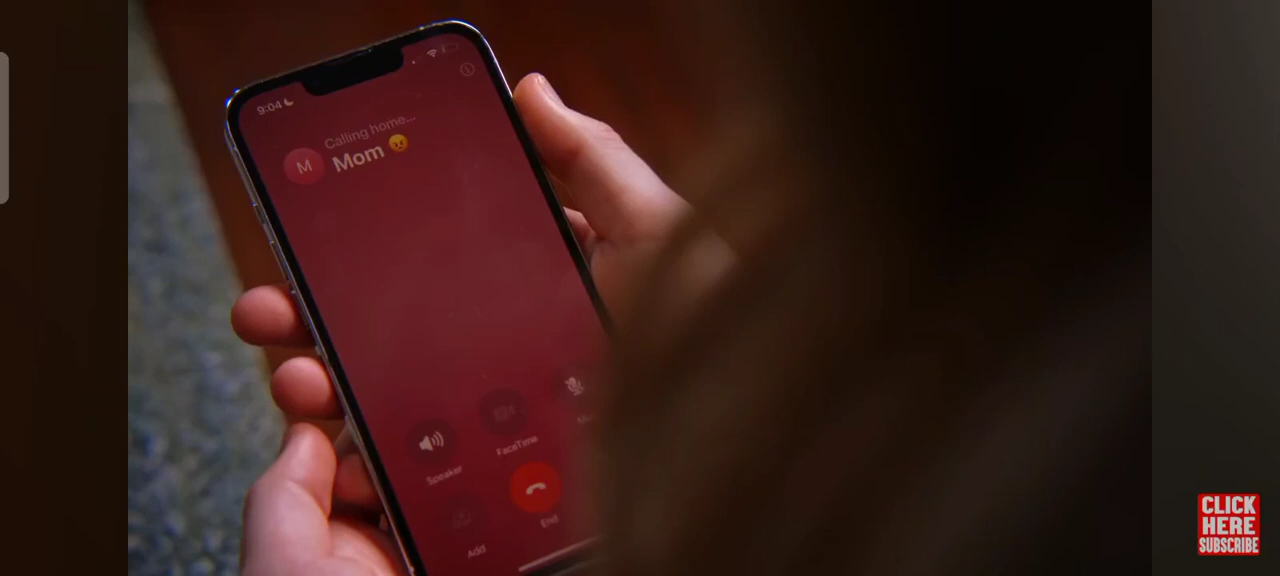 9:04
Calling home...
M
Mom 😡
Speaker
FaceTime
End
Add
CLICK
HERE
SUBSCRIBE